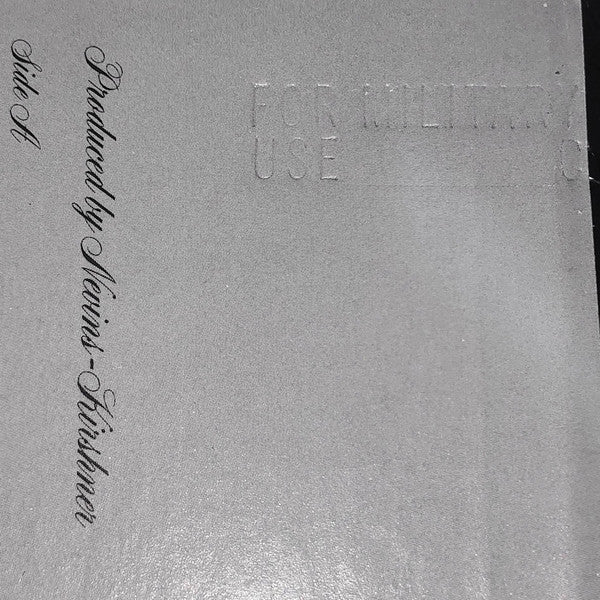 FOR MILITARY
USE C
Produced by Nevins-Kirshner
Side A